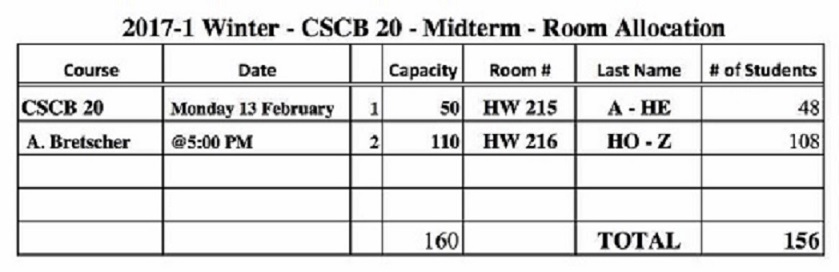 2017-1 Winter - CSCB 20 - Midterm - Room Allocation
Course Date Capacity Room # Last Name # of Students
CSCB 20 Monday 13 February 1 50 HW 215 A - HE 48
A. Bretscher @5:00 PM 2 110 HW 216 HO - Z 108
160 TOTAL 156